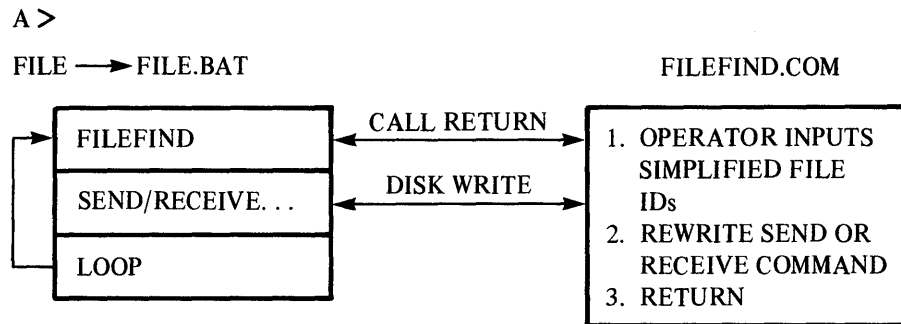 A >
FILE → FILE.BAT
FILEFIND.COM
FILEFIND
SEND/RECEIVE. . .
LOOP
CALL RETURN
DISK WRITE
1. OPERATOR INPUTS
SIMPLIFIED FILE
IDs
2. REWRITE SEND OR
RECEIVE COMMAND
3. RETURN